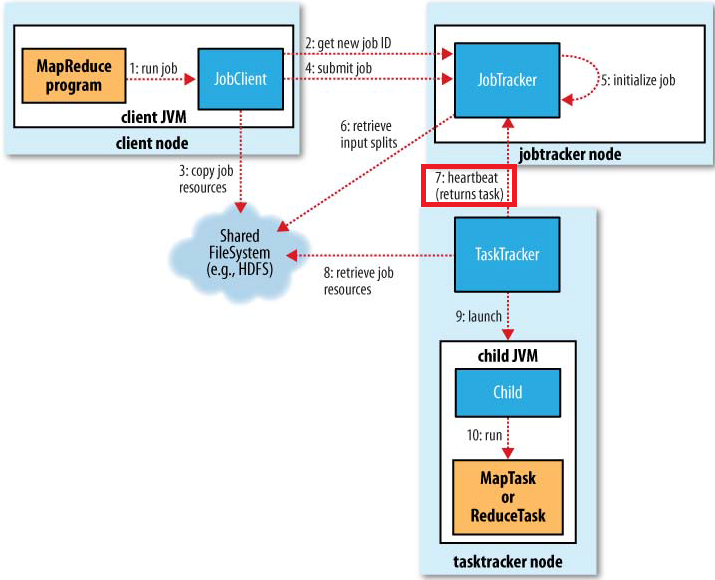 MapReduce
program
1: run job
JobClient
client JVM
client node
2: get new job ID
4: submit job
JobTracker
5: initialize job
jobtracker node
3: copy job
resources
6: retrieve
input splits
7: heartbeat
(returns task)
Shared
FileSystem
(e.g., HDFS)
8: retrieve job
resources
TaskTracker
9: launch
child JVM
Child
10: run
MapTask
or
ReduceTask
tasktracker node